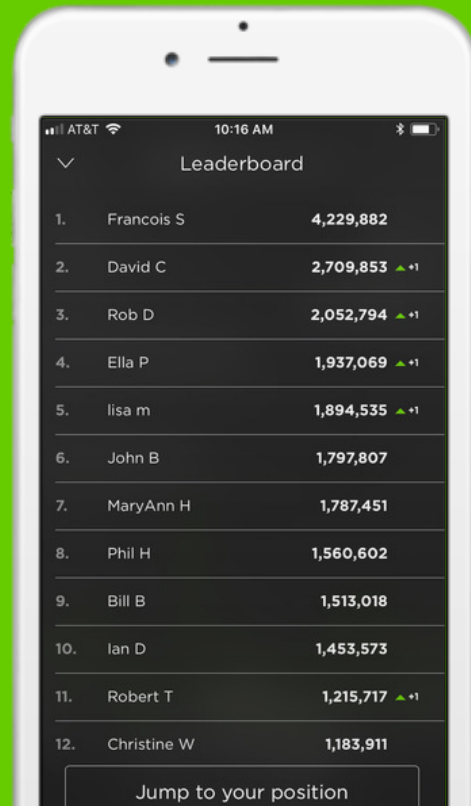 AT&T 10:16 AM
Leaderboard
1. Francois S 4,229,882
2. David C 2,709,853 +1
3. Rob D 2,052,794 +1
4. Ella P 1,937,069 +1
5. lisa m 1,894,535 +1
6. John B 1,797,807
7. MaryAnn H 1,787,451
8. Phil H 1,560,602
9. Bill B 1,513,018
10. Ian D 1,453,573
11. Robert T 1,215,717 +1
12. Christine W 1,183,911
Jump to your position